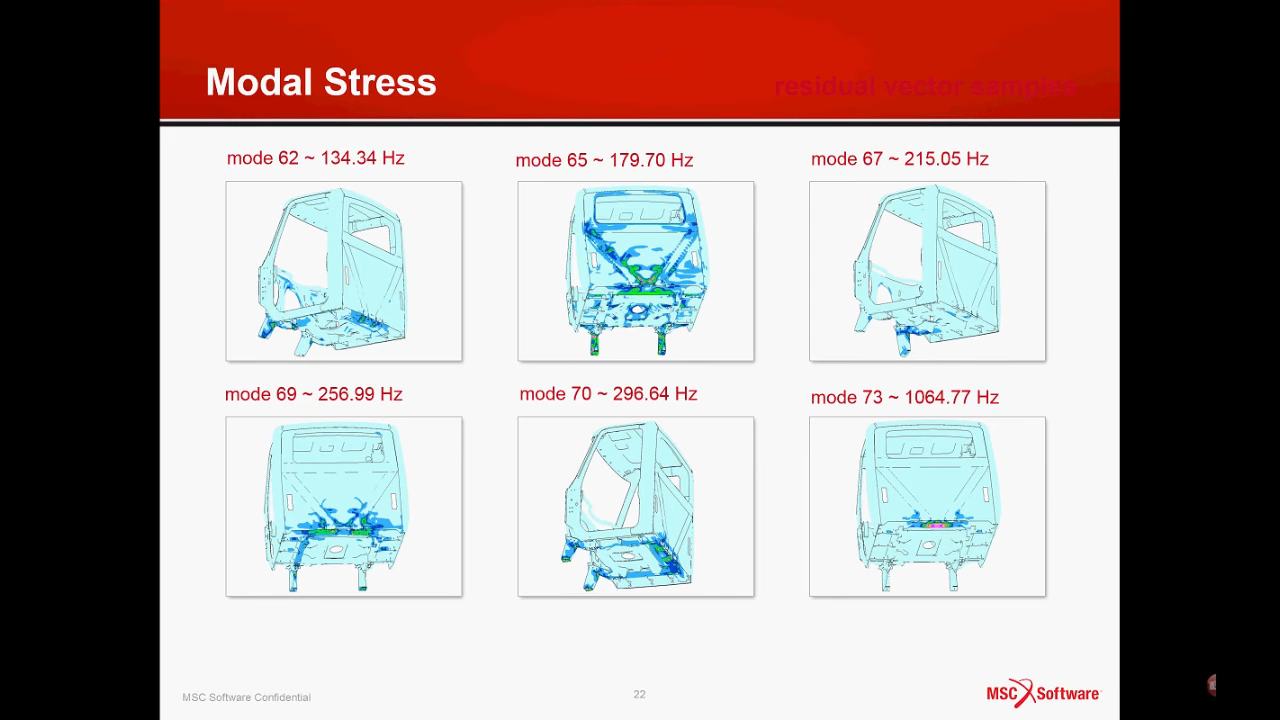 Modal Stress
residual vector samples
mode 62 ~ 134.34 Hz
mode 65 ~ 179.70 Hz
mode 67 ~ 215.05 Hz
mode 69 ~ 256.99 Hz
mode 70 ~ 296.64 Hz
mode 73 ~ 1064.77 Hz
MSC Software Confidential
22
MSC Software